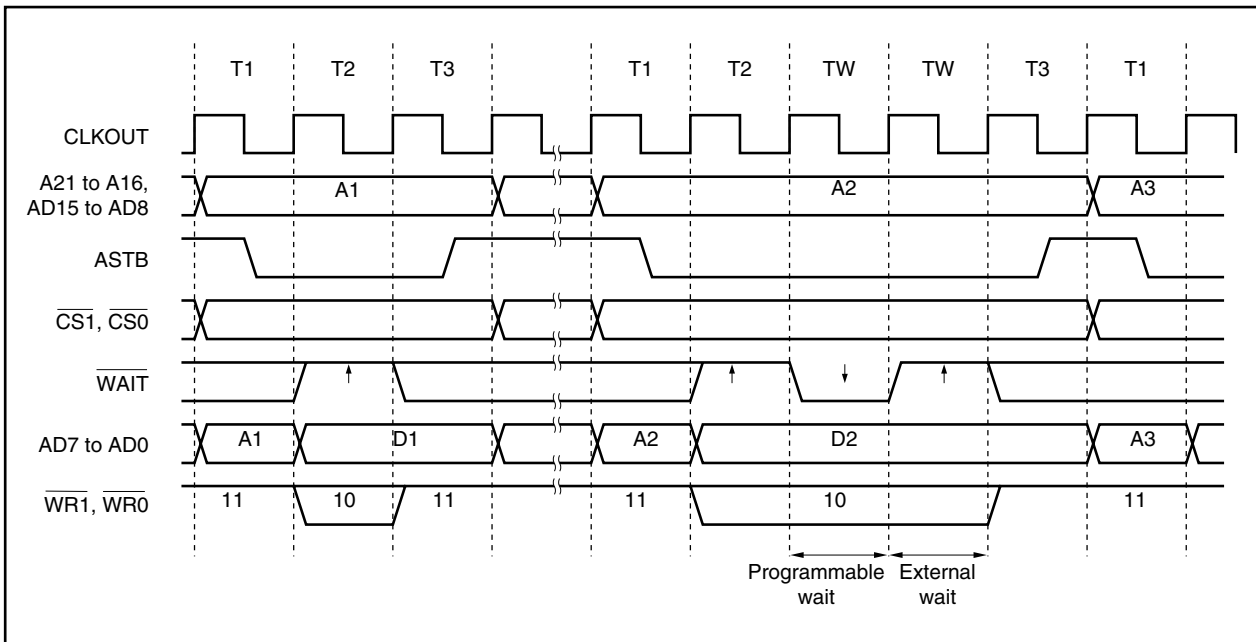 T1 T2 T3 T1 T2 TW TW T3 T1
CLKOUT
A21 to A16,
AD15 to AD8
A1 A2 A3
ASTB
CS1, CS0
WAIT
AD7 to AD0
A1 D1 A2 D2 A3
WR1, WR0
11 10 11 11 10 11
Programmable
wait
External
wait